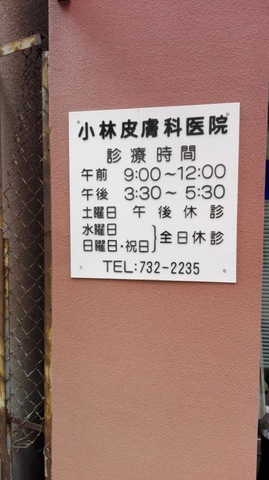 小林皮膚科医院
診療時間
午前 9:00～12:00
午後 3:30～5:30
土曜日 午後休診
水曜日
日曜日・祝日}全日休診
TEL:732-2235